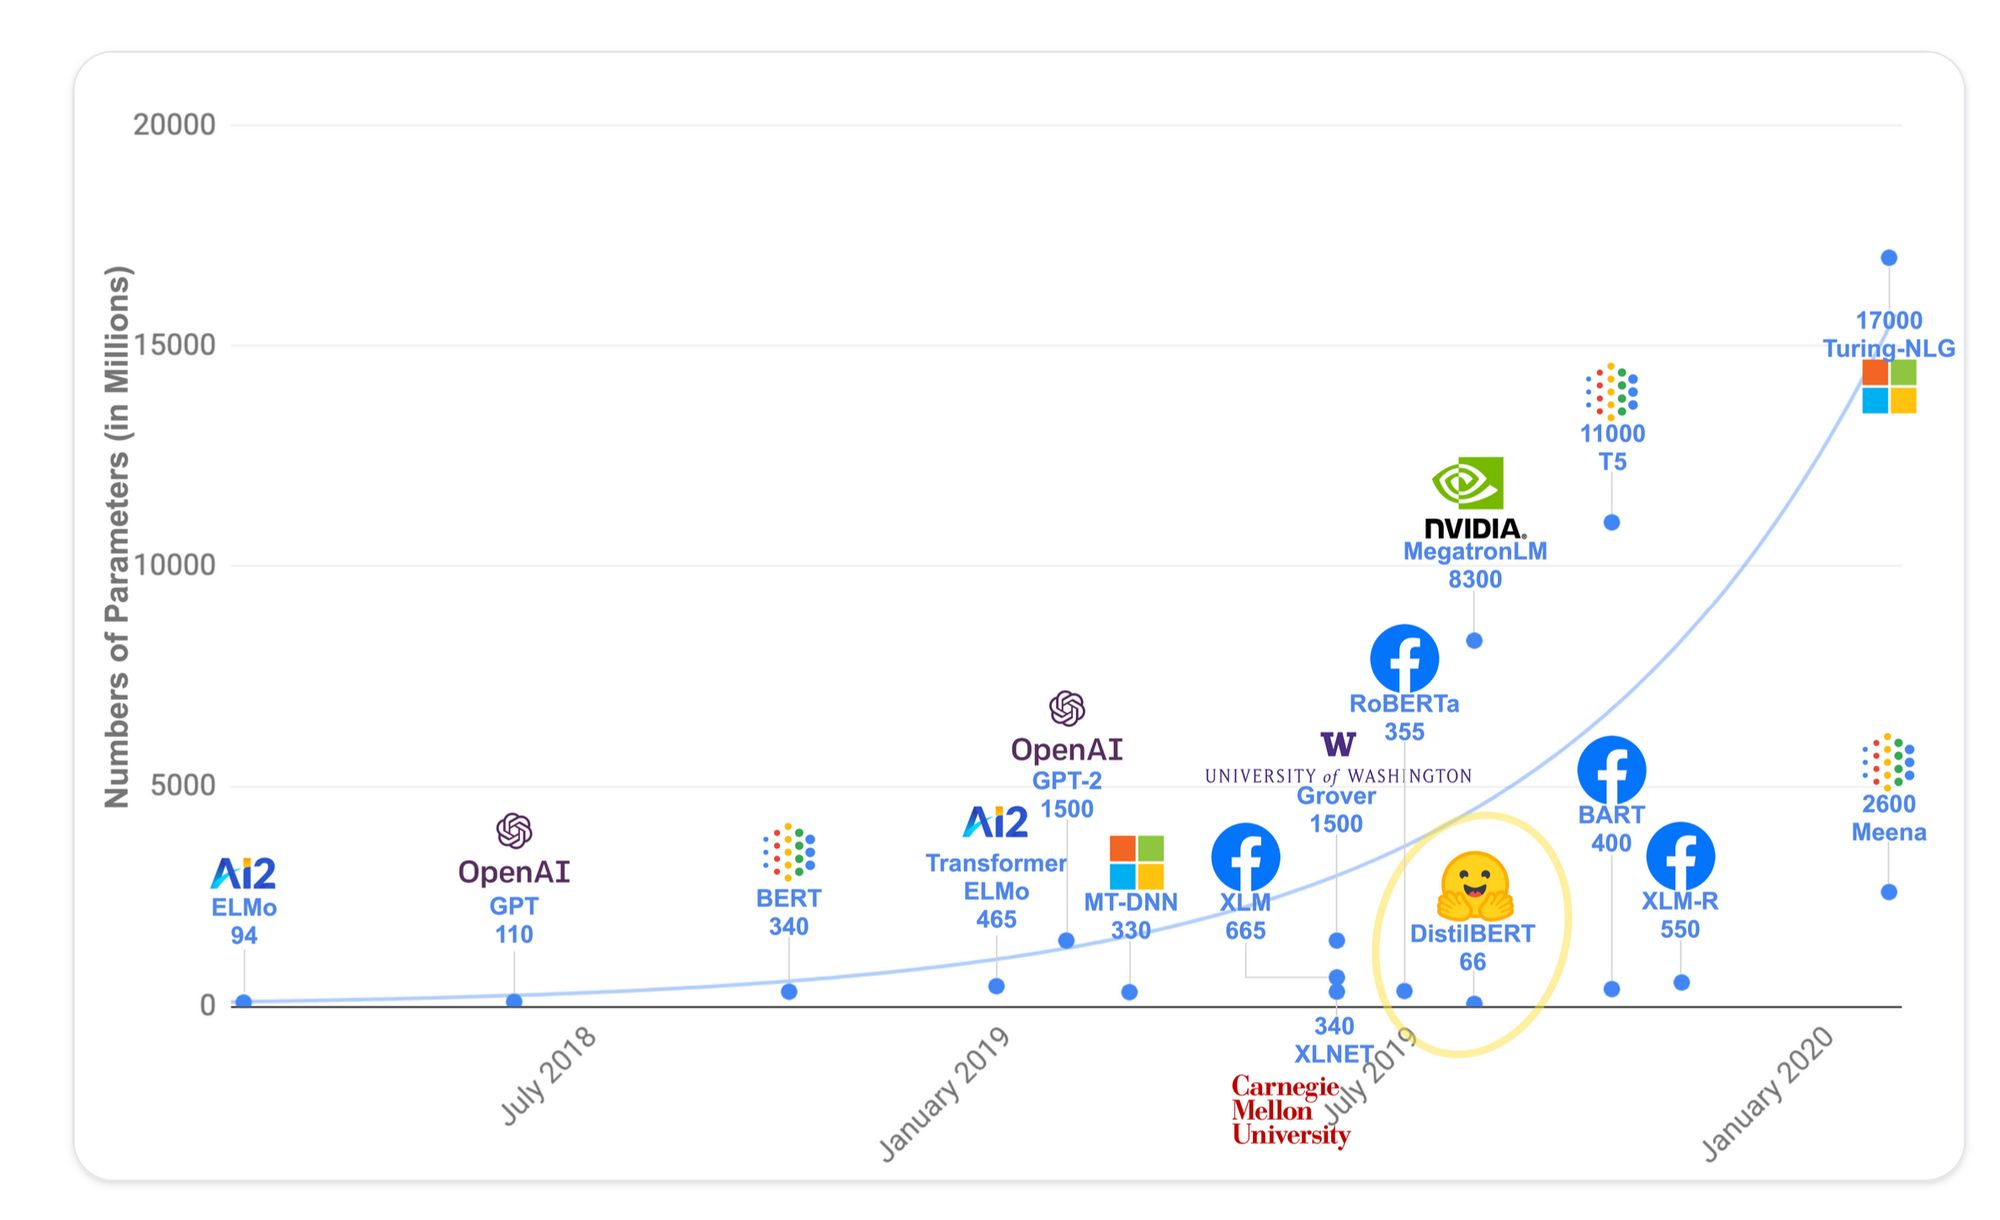 Numbers of Parameters (in Millions)
20000
15000
10000
5000
0
Ai2
ELMo
94
OpenAI
GPT
110
BERT
340
Ai2
Transformer
ELMo
465
OpenAI
GPT-2
1500
MT-DNN
330
XLM
665
W
UNIVERSITY of WASHINGTON
Grover
1500
340
XLNET
Carnegie
Mellon
University
RoBERTa
355
NVIDIA®
MegatronLM
8300
DistilBERT
66
11000
T5
BART
400
XLM-R
550
17000
Turing-NLG
2600
Meena
July 2018
January 2019
July 2019
January 2020